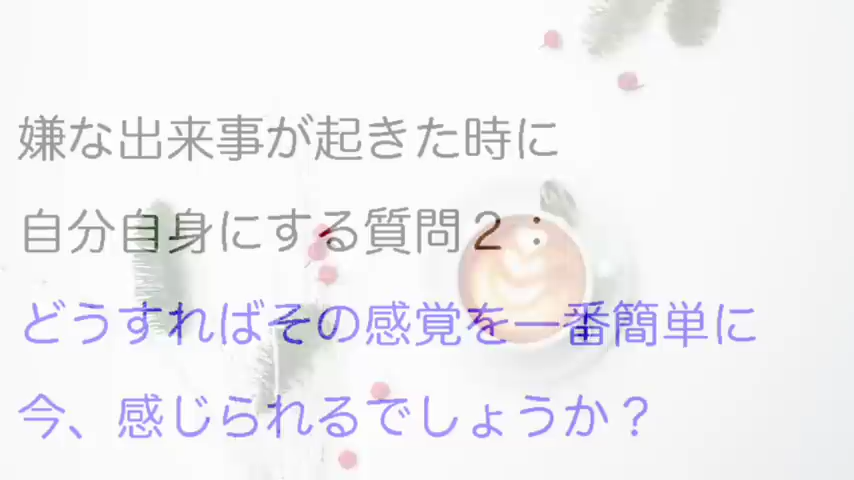 嫌な出来事が起きた時に
自分自身にする質問２：
どうすればその感覚を一番簡単に
今、感じられるでしょうか？